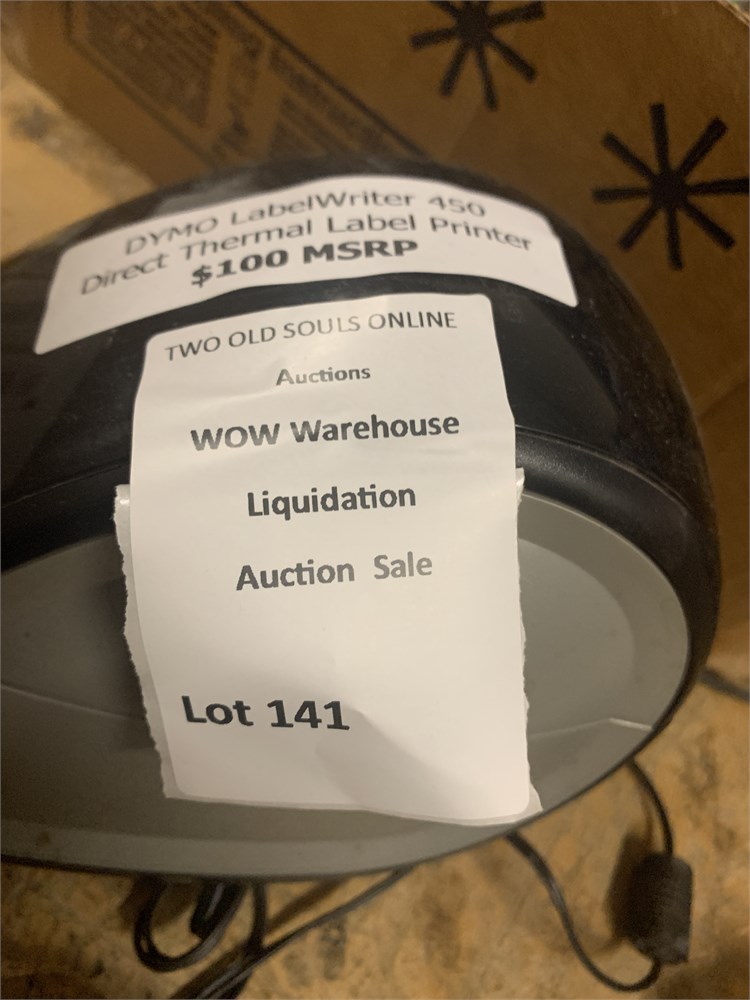 DYMO LabelWriter 450
Direct Thermal Label Printer
$100 MSRP
TWO OLD SOULS ONLINE
Auctions
WOW Warehouse
Liquidation
Auction Sale
Lot 141